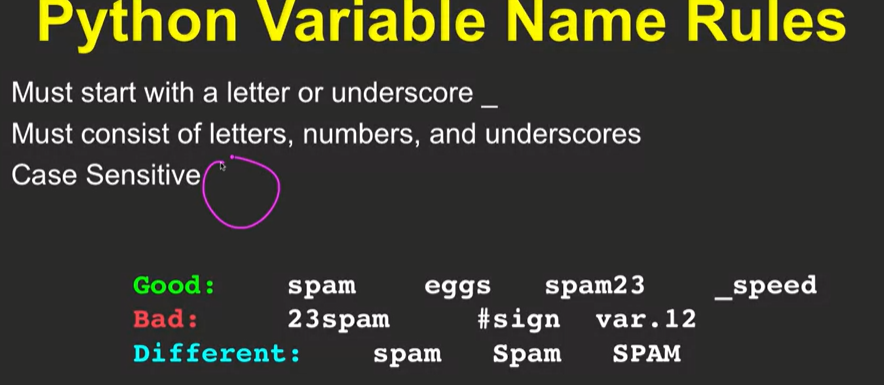 Python Variable Name Rules
Must start with a letter or underscore _
Must consist of letters, numbers, and underscores
Case Sensitive
Good: spam eggs spam23 _speed
Bad: 23spam #sign var.12
Different: spam Spam SPAM